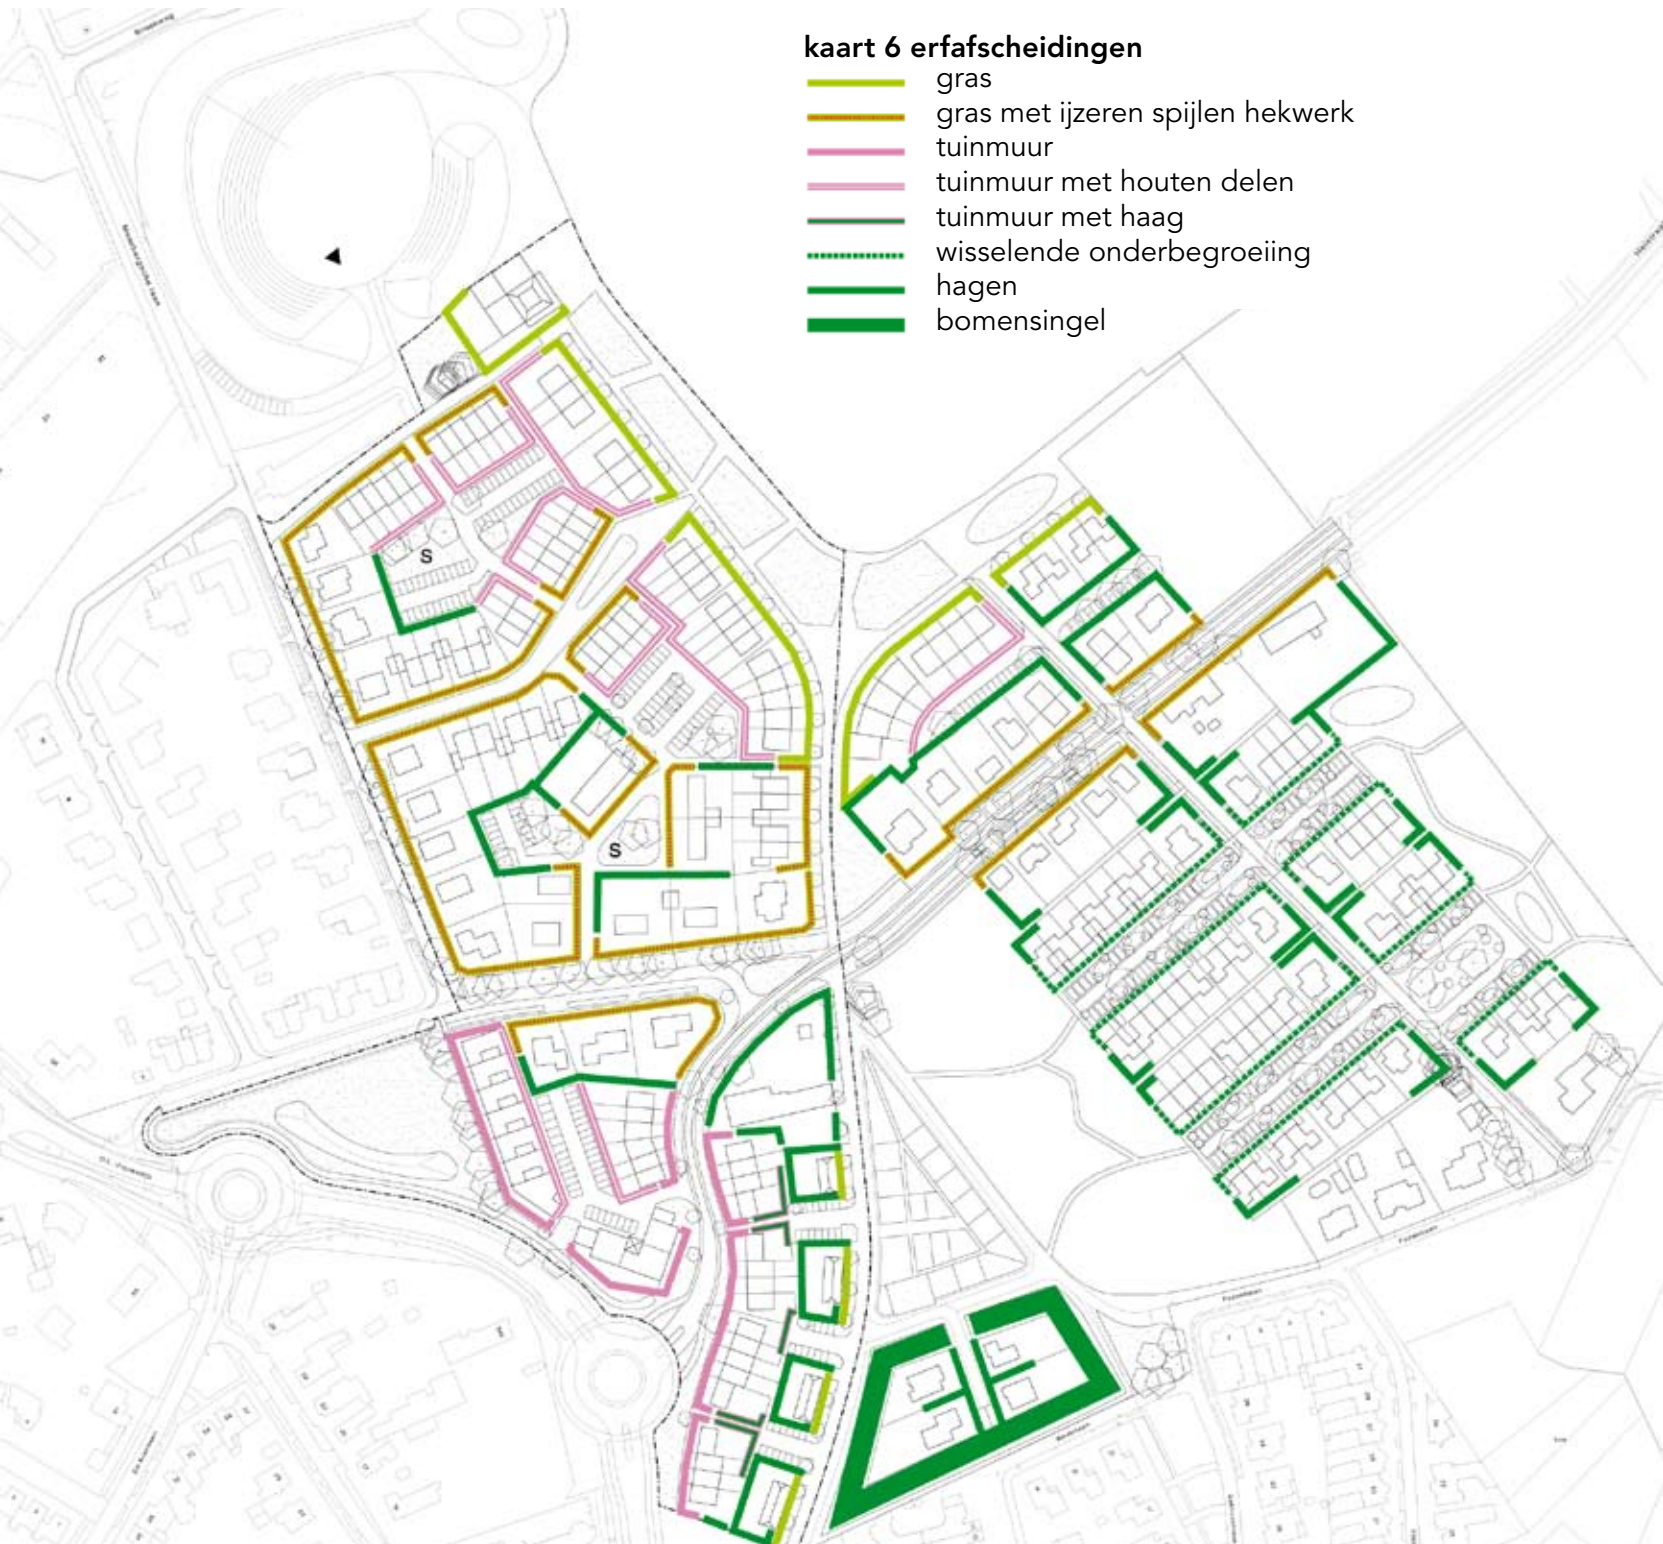 kaart 6 erfafscheidingen
gras
gras met ijzeren spijlen hekwerk
tuinmuur
tuinmuur met houten delen
tuinmuur met haag
wisselende onderbegroeiing
hagen
bomensingel
S
S